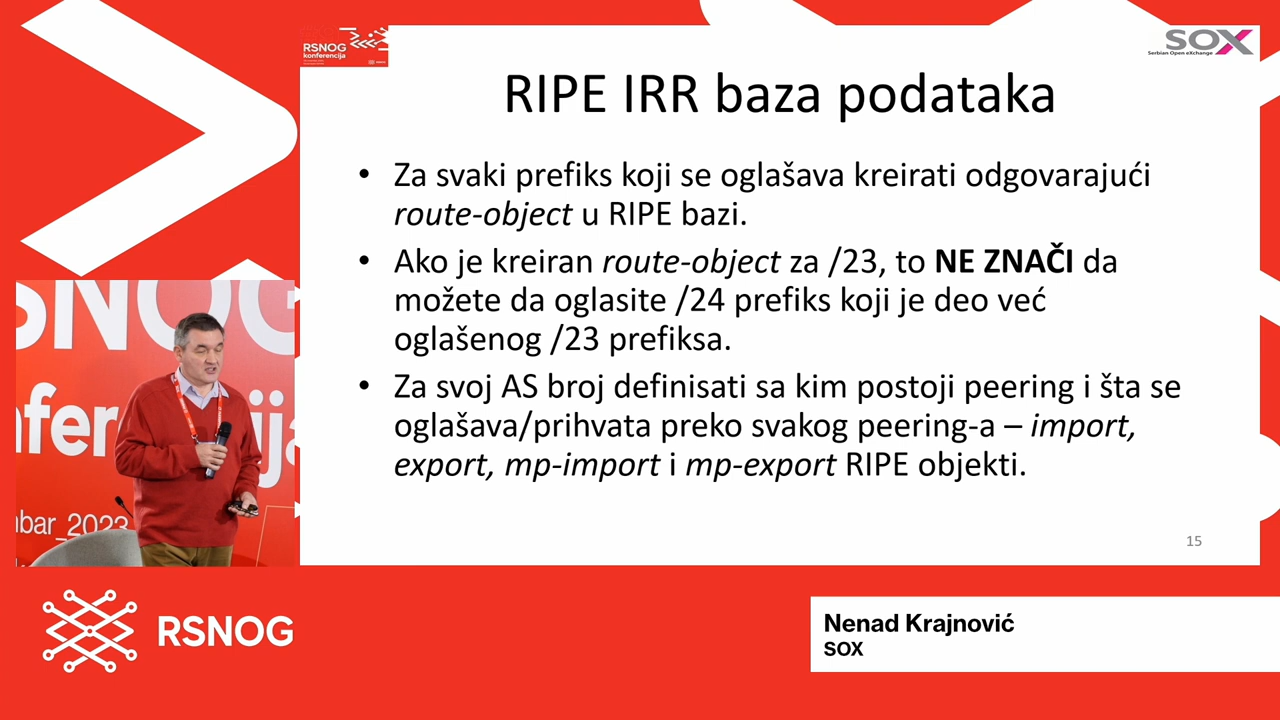 RSNOG
konferencija
SOX
Serbian Open eXchange
RIPE IRR baza podataka
• Za svaki prefiks koji se oglašava kreirati odgovarajući
route-object u RIPE bazi.
• Ako je kreiran route-object za /23, to NE ZNAČI da
možete da oglasite /24 prefiks koji je deo već
oglašenog /23 prefiksa.
• Za svoj AS broj definisati sa kim postoji peering i šta se
oglašava/prihvata preko svakog peering-a – import,
export, mp-import i mp-export RIPE objekti.
15
SNOG
nferencija
mbar_2023
RSNOG
Nenad Krajnović
SOX